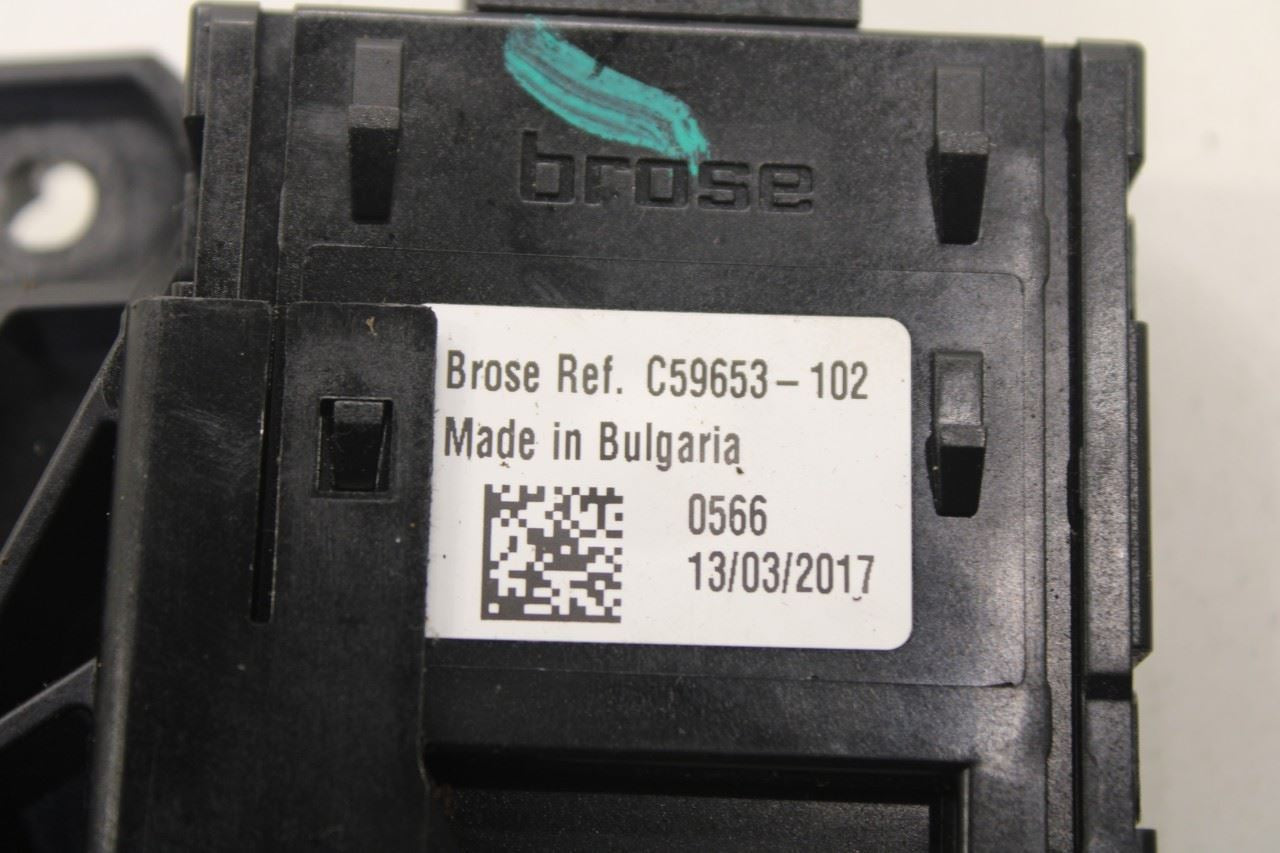 brose
Brose Ref. C59653-102
Made in Bulgaria
0566
13/03/2017